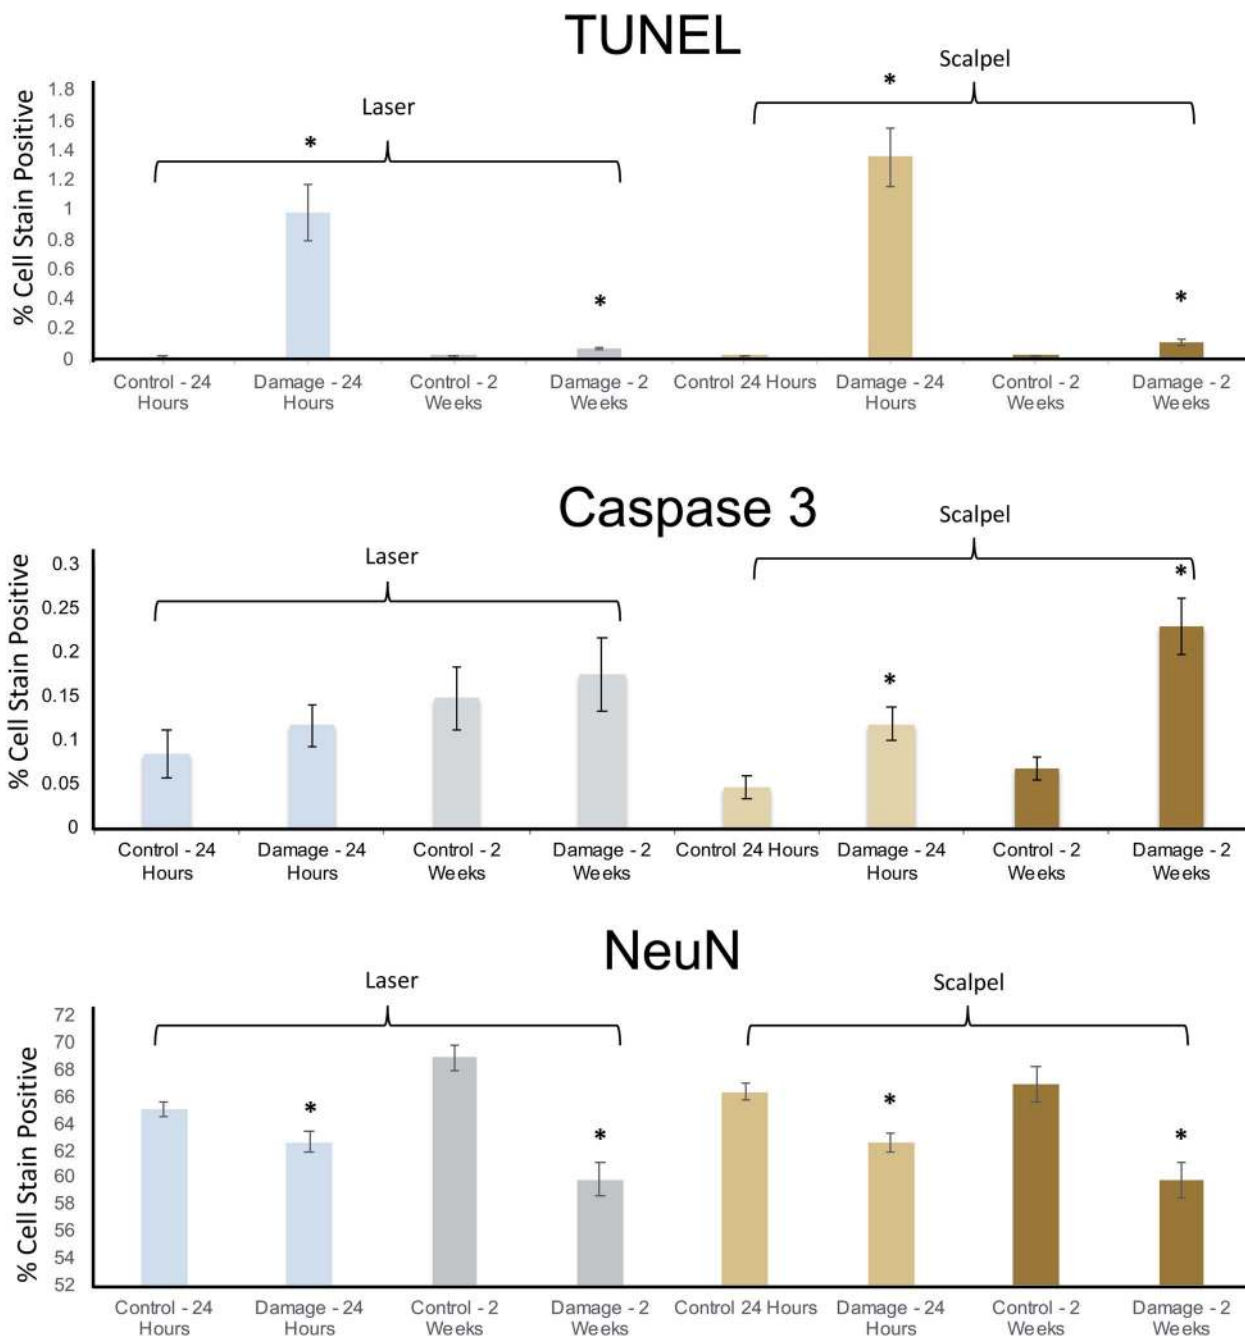 TUNEL
Scalpel
Laser
*
*
*
*
% Cell Stain Positive
1.8
1.6
1.4
1.2
1
0.8
0.6
0.4
0.2
0
Control - 24 Hours
Damage - 24 Hours
Control - 2 Weeks
Damage - 2 Weeks
Control 24 Hours
Damage - 24 Hours
Control - 2 Weeks
Damage - 2 Weeks
Caspase 3
Scalpel
Laser
*
*
% Cell Stain Positive
0.3
0.25
0.2
0.15
0.1
0.05
0
Control - 24 Hours
Damage - 24 Hours
Control - 2 Weeks
Damage - 2 Weeks
Control 24 Hours
Damage - 24 Hours
Control - 2 Weeks
Damage - 2 Weeks
NeuN
Laser
Scalpel
*
*
*
*
% Cell Stain Positive
72
70
68
66
64
62
60
58
56
54
52
Control - 24 Hours
Damage - 24 Hours
Control - 2 Weeks
Damage - 2 Weeks
Control 24 Hours
Damage - 24 Hours
Control - 2 Weeks
Damage - 2 Weeks